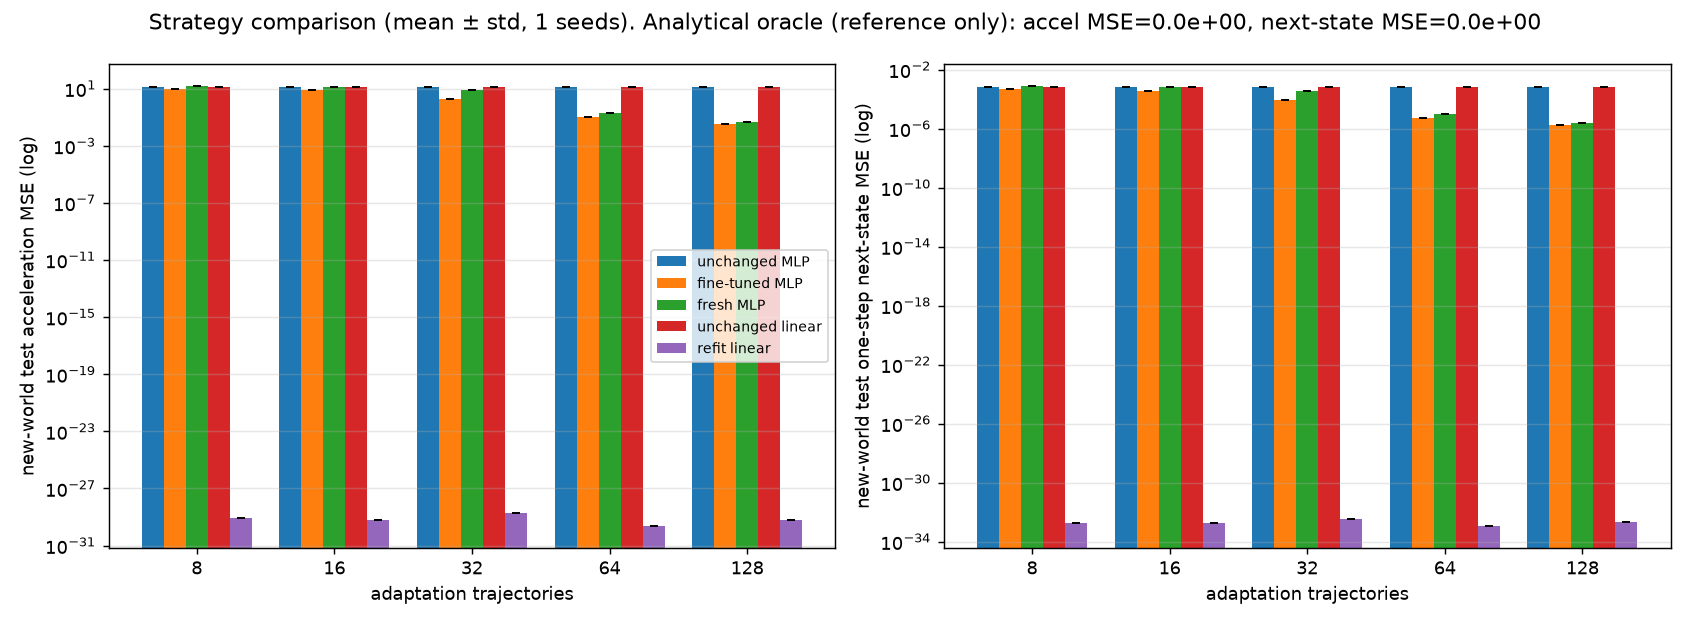 Strategy comparison (mean ± std, 1 seeds). Analytical oracle (reference only): accel MSE=0.0e+00, next-state MSE=0.0e+00
new-world test acceleration MSE (log)
10^1
10^−3
10^−7
10^−11
10^−15
10^−19
10^−23
10^−27
10^−31
unchanged MLP
fine-tuned MLP
fresh MLP
unchanged linear
refit linear
8 16 32 64 128
adaptation trajectories
new-world test one-step next-state MSE (log)
10^−2
10^−6
10^−10
10^−14
10^−18
10^−22
10^−26
10^−30
10^−34
8 16 32 64 128
adaptation trajectories